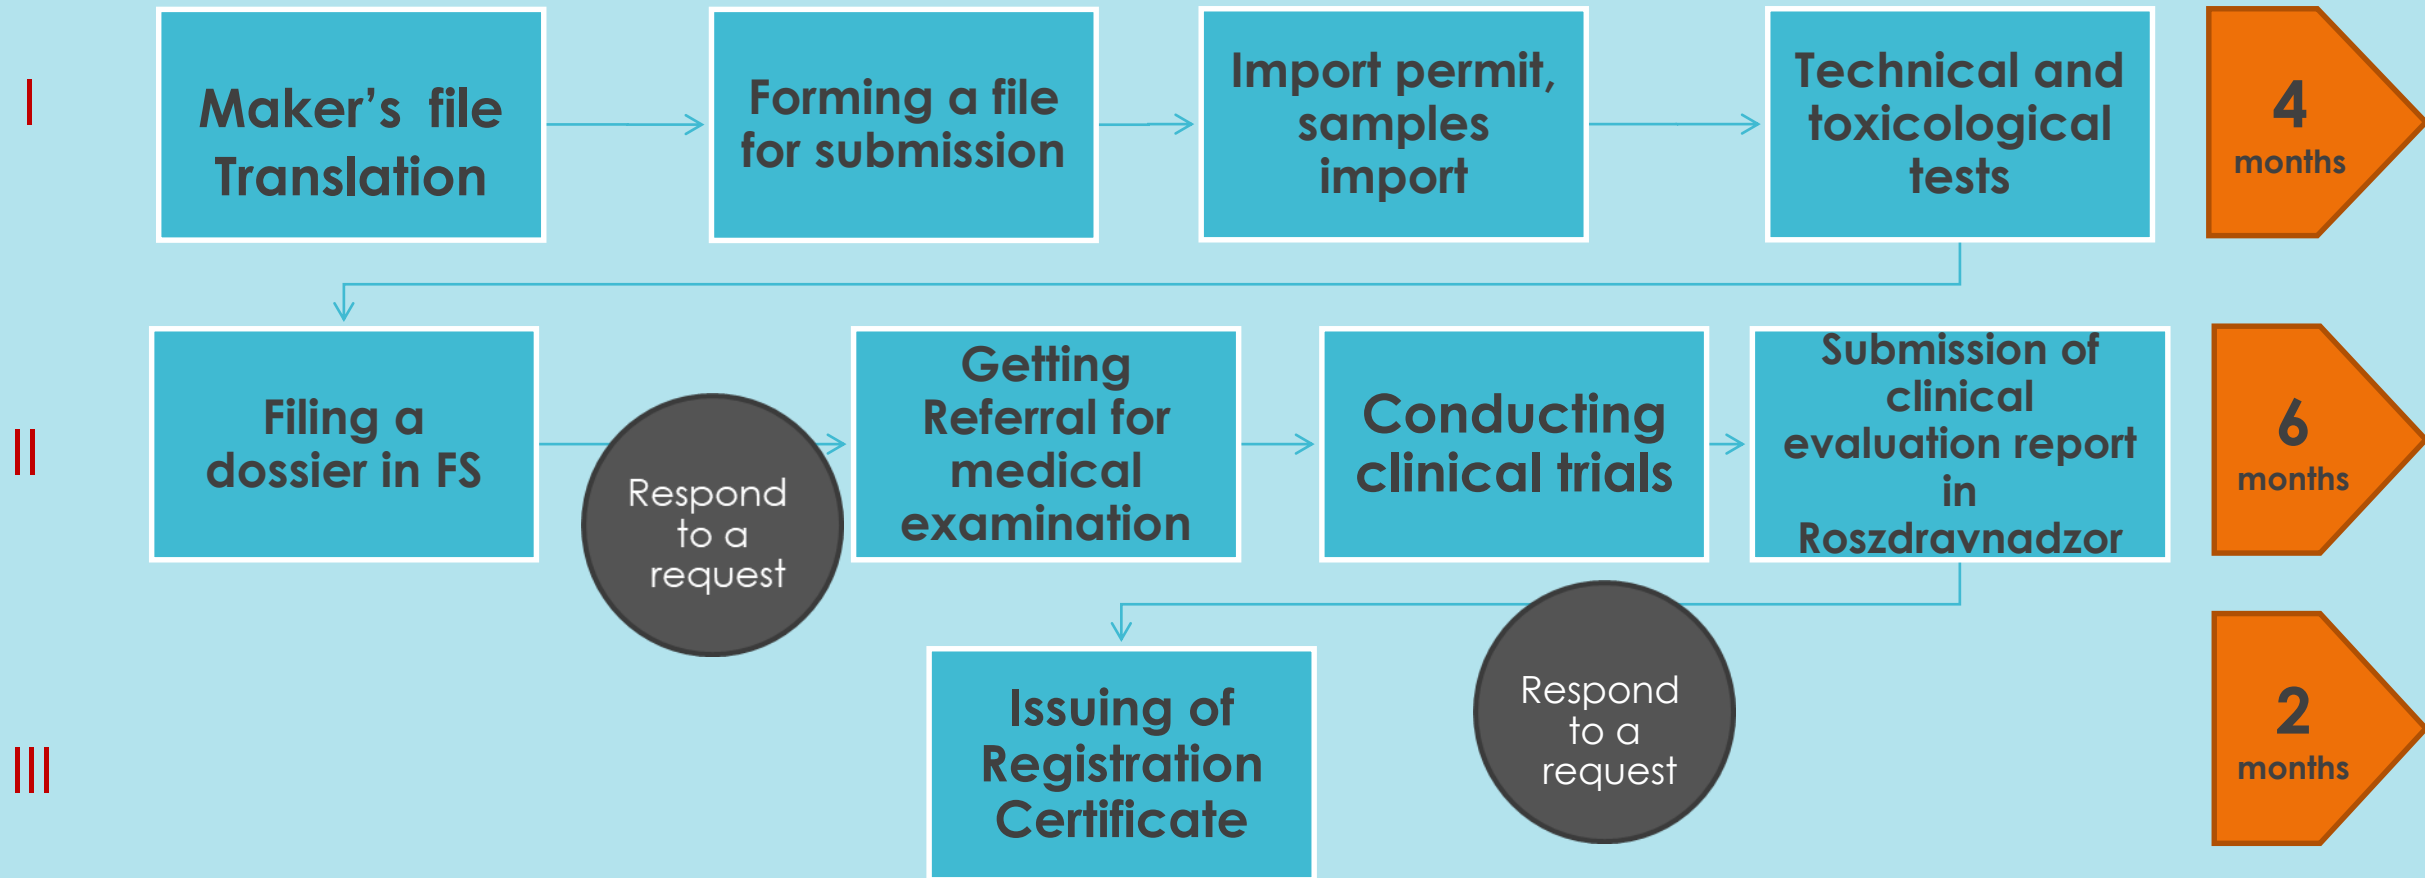 I
Maker's file
Translation
Forming a file
for submission
Import permit,
samples
import
Technical and
toxicological
tests
4
months
II
Filing a
dossier in FS
Respond
to a
request
Getting
Referral for
medical
examination
Conducting
clinical trials
Submission of
clinical
evaluation report
in
Roszdravnadzor
6
months
III
Issuing of
Registration
Certificate
Respond
to a
request
2
months